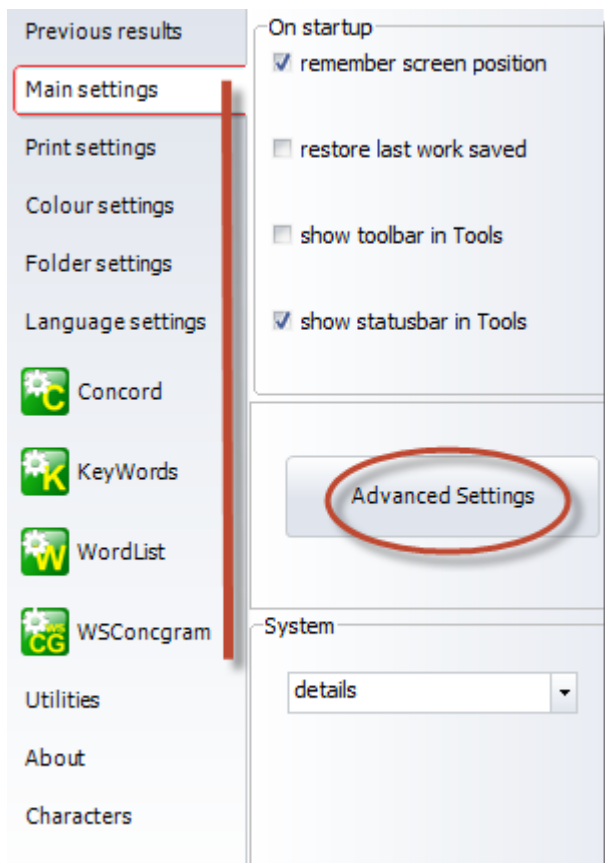 Previous results
Main settings
Print settings
Colour settings
Folder settings
Language settings
C Concord
K KeyWords
W WordList
WS CG WSConcgram
Utilities
About
Characters
On startup
remember screen position
restore last work saved
show toolbar in Tools
show statusbar in Tools
Advanced Settings
System
details